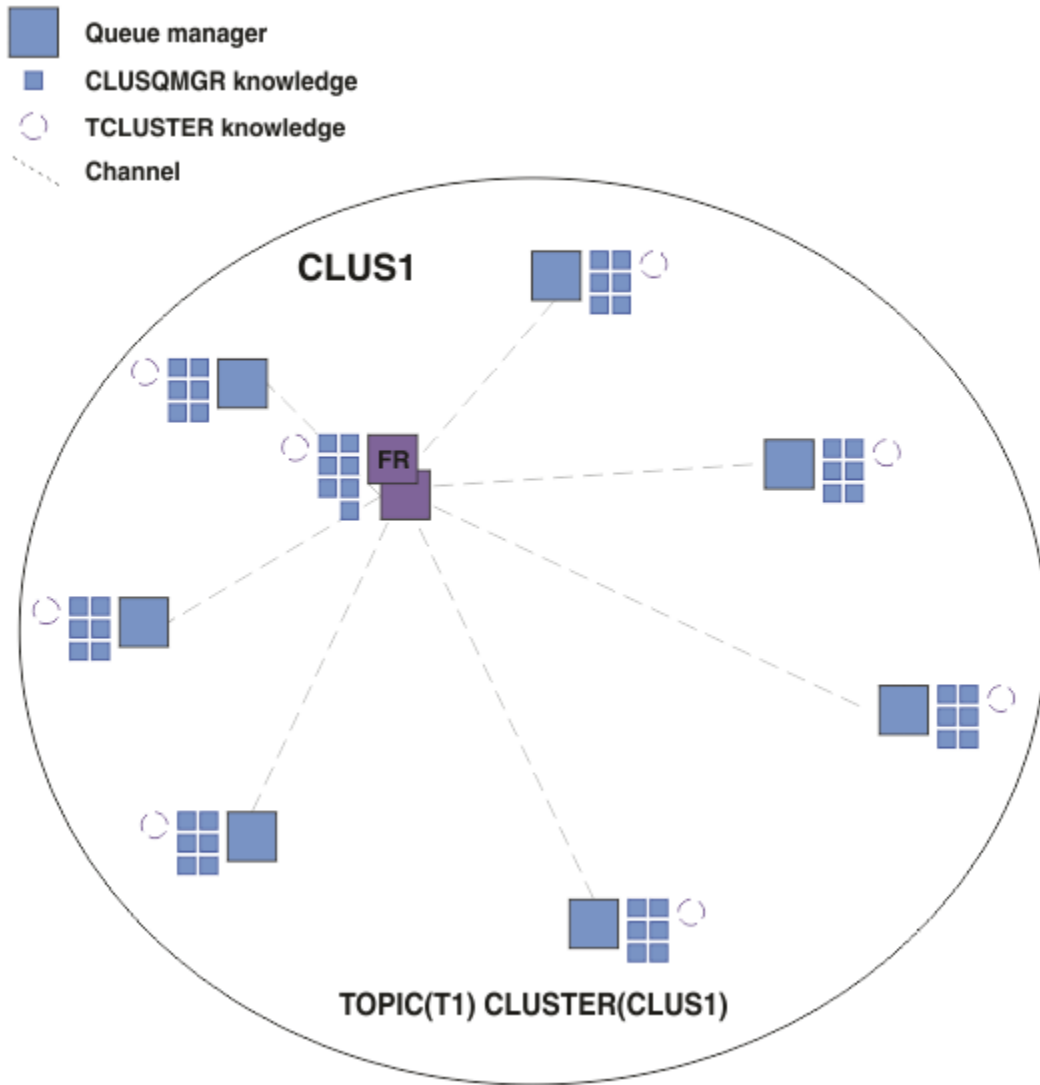 Queue manager
CLUSQMGR knowledge
TCLUSTER knowledge
Channel
CLUS1
FR
TOPIC(T1) CLUSTER(CLUS1)